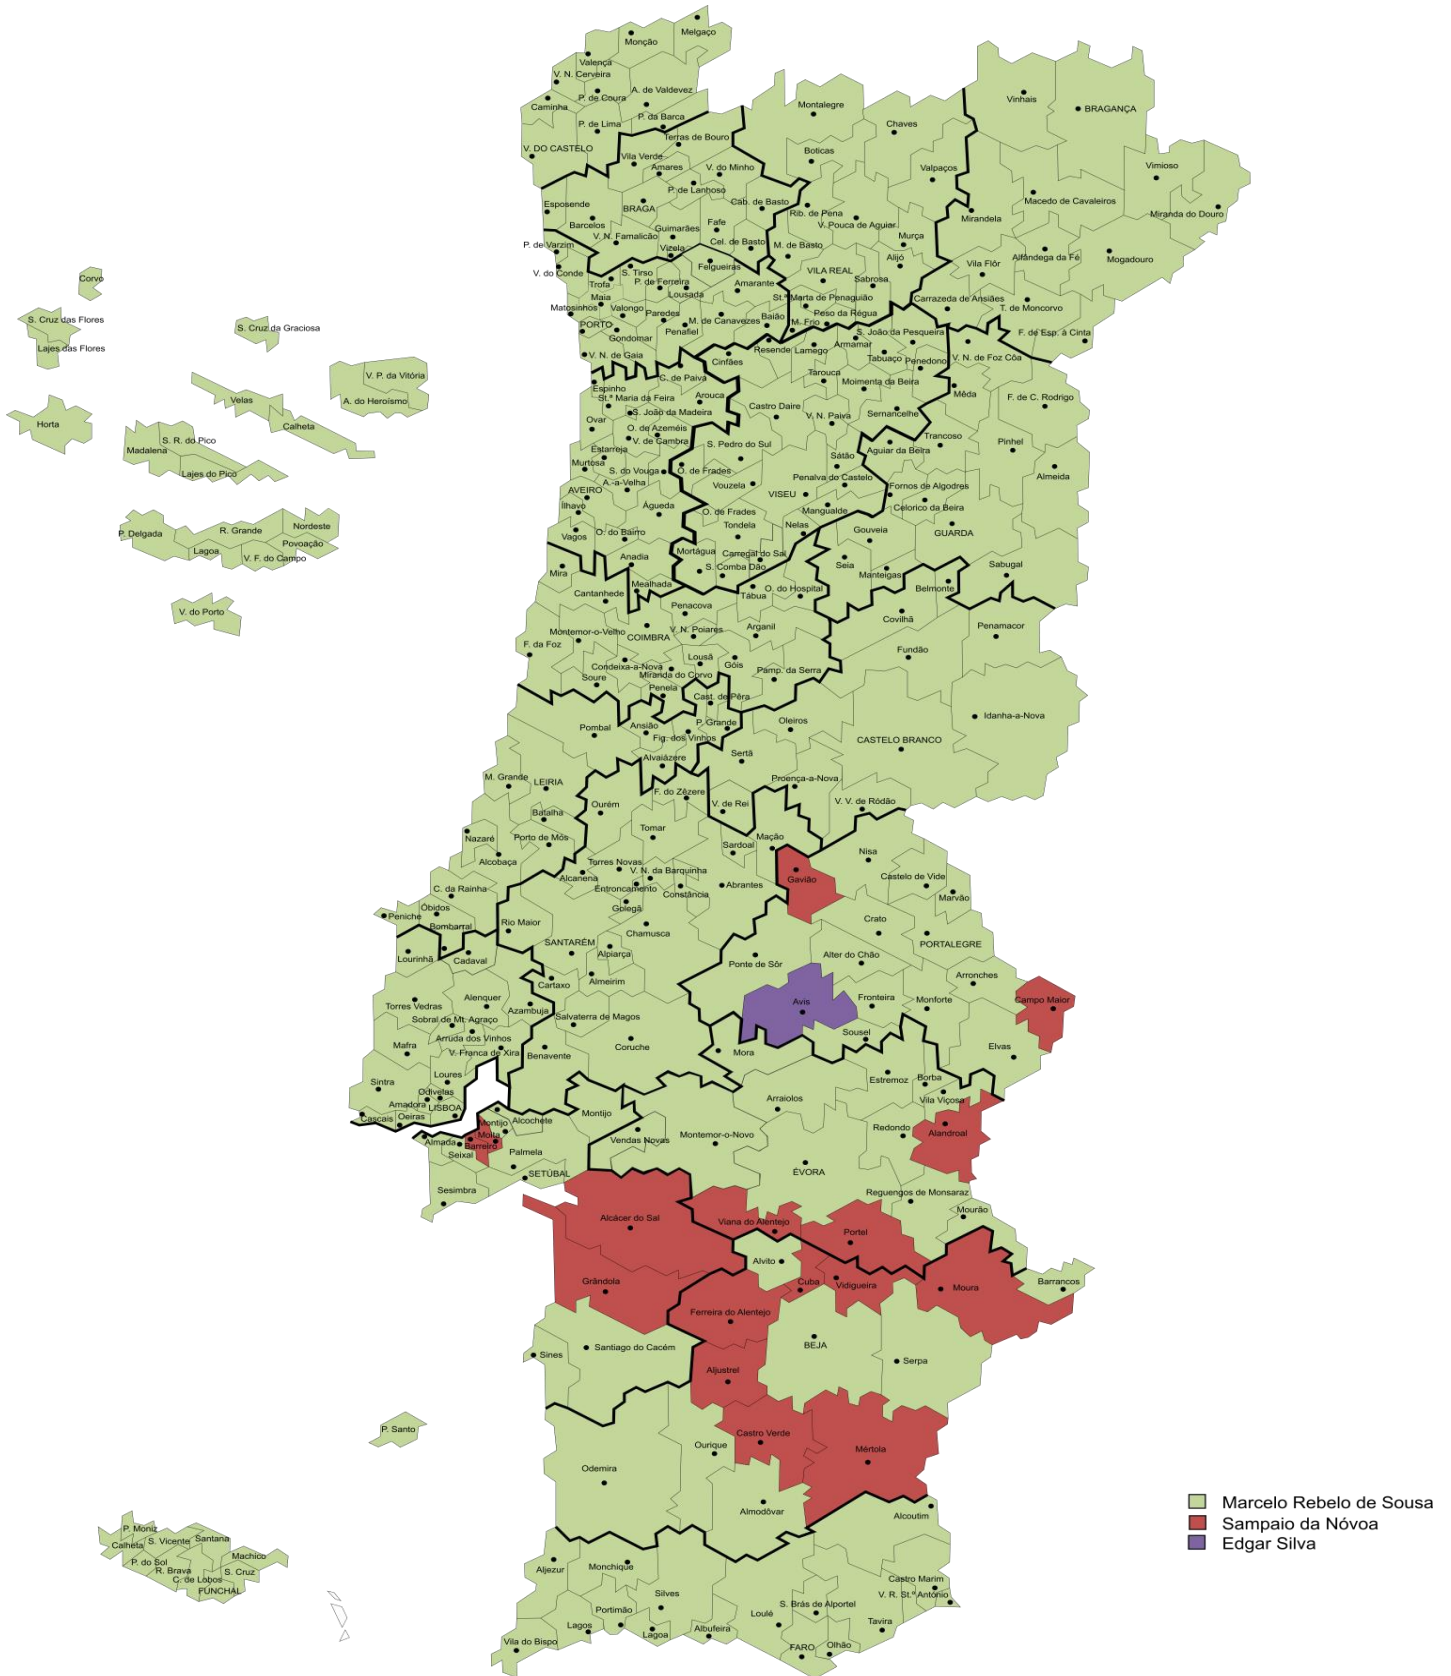 Melgaço
Monção
Valença
V. N. Cerveira
P. de Coura
A. de Valdevez
Caminha
P. da Barca
P. de Lima
Terras de Bouro
V. DO CASTELO
Vila Verde
Amares
V. do Minho
P. de Lanhoso
Cab. de Basto
Esposende
BRAGA
Barcelos
Fafe
Guimarães
V. N. Famalicão
Cel. de Basto
Vizela
Montalegre
Chaves
Boticas
Valpaços
Rib. de Pena
V. Pouca de Aguiar
Murça
M. de Basto
Alijó
VILA REAL
Sabrosa
St.ª Marta de Penaguião
Peso da Régua
M. Frio
Vinhais
BRAGANÇA
Vimioso
Macedo de Cavaleiros
Miranda do Douro
Mirandela
Alfândega da Fé
Mogadouro
Vila Flôr
Carrazeda de Ansiães
T. de Moncorvo
F. de Esp. à Cinta
P. de Varzim
V. do Conde
S. Tirso
Felgueiras
Trofa
P. de Ferreira
Amarante
Lousada
Maia
Matosinhos
Valongo
Paredes
M. de Canavezes
Baião
PORTO
Penafiel
Gondomar
V. N. de Gaia
Corvo
S. Cruz das Flores
Lajes das Flores
S. Cruz da Graciosa
V. P. da Vitória
A. do Heroísmo
Velas
Calheta
Horta
S. R. do Pico
Madalena
Lajes do Pico
P. Delgada
R. Grande
Nordeste
Lagoa
Povoação
V. F. do Campo
V. do Porto
S. João da Pesqueira
Armamar
Resende
Lamego
Tabuaço
Penedono
V. N. de Foz Côa
Cinfães
Tarouca
Moimenta da Beira
Mêda
C. de Paiva
Espinho
St.ª Maria da Feira
Arouca
Castro Daire
Sernancelhe
F. de C. Rodrigo
S. João da Madeira
V. N. Paiva
Ovar
O. de Azeméis
V. de Cambra
S. Pedro do Sul
Trancoso
Pinhel
Estarreja
Aguiar da Beira
Sátão
Murtosa
S. do Vouga
O. de Frades
Penalva do Castelo
Almeida
A.-a-Velha
Vouzela
Fornos de Algodres
AVEIRO
VISEU
Celorico da Beira
Ílhavo
Águeda
O. de Frades
Mangualde
Vagos
O. do Bairro
Tondela
Nelas
Gouveia
GUARDA
Anadia
Mortágua
Carregal do Sal
Seia
Mira
S. Comba Dão
Manteigas
Sabugal
Cantanhede
Mealhada
Tábua
O. do Hospital
Belmonte
Penacova
Covilhã
Montemor-o-Velho
COIMBRA
V. N. Poiares
Arganil
Penamacor
F. da Foz
Fundão
Condeixa-a-Nova
Lousã
Góis
Miranda do Corvo
Pamp. da Serra
Soure
Penela
Cast. de Pêra
Idanha-a-Nova
Pombal
Ansião
P. Grande
Oleiros
Fig. dos Vinhos
CASTELO BRANCO
Alvaiázere
Sertã
M. Grande
LEIRIA
Proença-a-Nova
Ourém
F. do Zêzere
V. de Rei
V. V. de Ródão
Batalha
Nazaré
Porto de Mós
Tomar
Mação
Sardoal
Alcobaça
Nisa
Torres Novas
V. N. da Barquinha
Gavião
Castelo de Vide
Alcanena
Entroncamento
Constância
Abrantes
Marvão
C. da Rainha
Golegã
Óbidos
Peniche
Bombarral
Rio Maior
Crato
Chamusca
PORTALEGRE
Lourinhã
Cadaval
SANTARÉM
Alpiarça
Alter do Chão
Ponte de Sôr
Cartaxo
Almeirim
Arronches
Torres Vedras
Alenquer
Azambuja
Avis
Fronteira
Monforte
Campo Maior
Sobral de Mt. Agraço
Salvaterra de Magos
Arruda dos Vinhos
Sousel
Mafra
V. Franca de Xira
Benavente
Coruche
Mora
Elvas
Loures
Estremoz
Borba
Sintra
Odivelas
Vila Viçosa
Amadora
LISBOA
Arraiolos
Cascais
Oeiras
Montijo
Alcochete
Montijo
Almada
Moita
Barreiro
Seixal
Palmela
Vendas Novas
Montemor-o-Novo
Redondo
Alandroal
SETÚBAL
ÉVORA
Sesimbra
Reguengos de Monsaraz
Mourão
Alcácer do Sal
Viana do Alentejo
Portel
Alvito
Grândola
Cuba
Vidigueira
Moura
Barrancos
Ferreira do Alentejo
BEJA
Santiago do Cacém
Sines
Serpa
Aljustrel
P. Santo
Castro Verde
Ourique
Mértola
Odemira
Almodôvar
Alcoutim
Marcelo Rebelo de Sousa
Sampaio da Nóvoa
Edgar Silva
P. Moniz
Calheta
S. Vicente
Santana
P. do Sol
Machico
R. Brava
S. Cruz
C. de Lobos
FUNCHAL
Aljezur
Monchique
Castro Marim
Silves
V. R. St.º António
S. Brás de Alportel
Portimão
Loulé
Lagos
Tavira
Lagoa
Albufeira
Vila do Bispo
FARO
Olhão